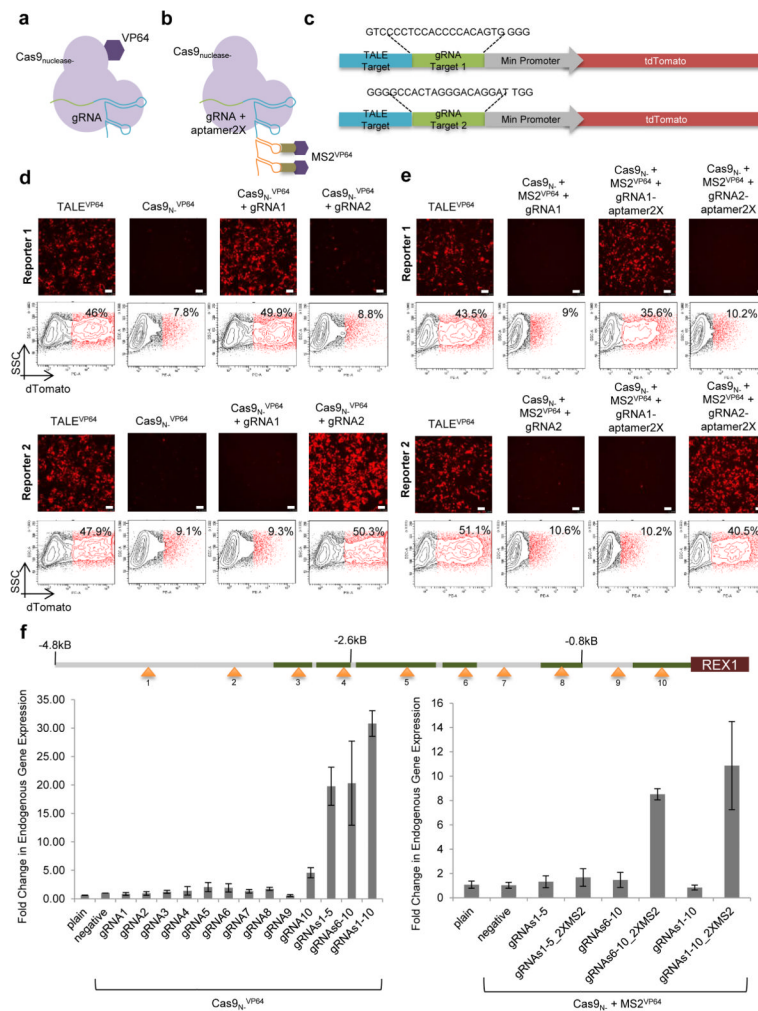 a
VP64
Cas9nuclease-
gRNA
b
Cas9nuclease-
gRNA +
aptamer2X
MS2VP64
c
GTCCCCTCCACCCCACAGTG GGG
TALE
Target
gRNA
Target 1
Min Promoter
tdTomato
GGGGCCACTAGGGACAGGAT TGG
TALE
Target
gRNA
Target 2
Min Promoter
tdTomato
d
TALEVP64
Cas9N-VP64
Cas9N-VP64
+ gRNA1
Cas9N-VP64
+ gRNA2
Reporter 1
46%
7.8%
49.9%
8.8%
SSC
dTomato
TALEVP64
Cas9N-VP64
Cas9N-VP64
+ gRNA1
Cas9N-VP64
+ gRNA2
Reporter 2
47.9%
9.1%
9.3%
50.3%
SSC
dTomato
e
TALEVP64
Cas9N- +
MS2VP64 +
gRNA1
Cas9N- +
MS2VP64 +
gRNA1-
aptamer2X
Cas9N- +
MS2VP64 +
gRNA2-
aptamer2X
Reporter 1
43.5%
9%
35.6%
10.2%
TALEVP64
Cas9N- +
MS2VP64 +
gRNA2
Cas9N- +
MS2VP64 +
gRNA1-
aptamer2X
Cas9N- +
MS2VP64 +
gRNA2-
aptamer2X
Reporter 2
51.1%
10.6%
10.2%
40.5%
f
-4.8kB
-2.6kB
-0.8kB
REX1
1 2 3 4 5 6 7 8 9 10
Fold Change in Endogenous Gene Expression
35.00
30.00
25.00
20.00
15.00
10.00
5.00
0.00
plain
negative
gRNA1
gRNA2
gRNA3
gRNA4
gRNA5
gRNA6
gRNA7
gRNA8
gRNA9
gRNA10
gRNAs1-5
gRNAs6-10
gRNAs1-10
Cas9N-VP64
Fold Change in Endogenous Gene Expression
16
14
12
10
8
6
4
2
0
plain
negative
gRNAs1-5
gRNAs1-5_2XMS2
gRNAs6-10
gRNAs6-10_2XMS2
gRNAs1-10
gRNAs1-10_2XMS2
Cas9N- + MS2VP64